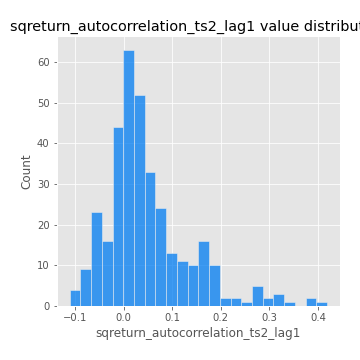 sqreturn_autocorrelation_ts2_lag1 value distribut
Count
60
50
40
30
20
10
0
−0.1 0.0 0.1 0.2 0.3 0.4
sqreturn_autocorrelation_ts2_lag1